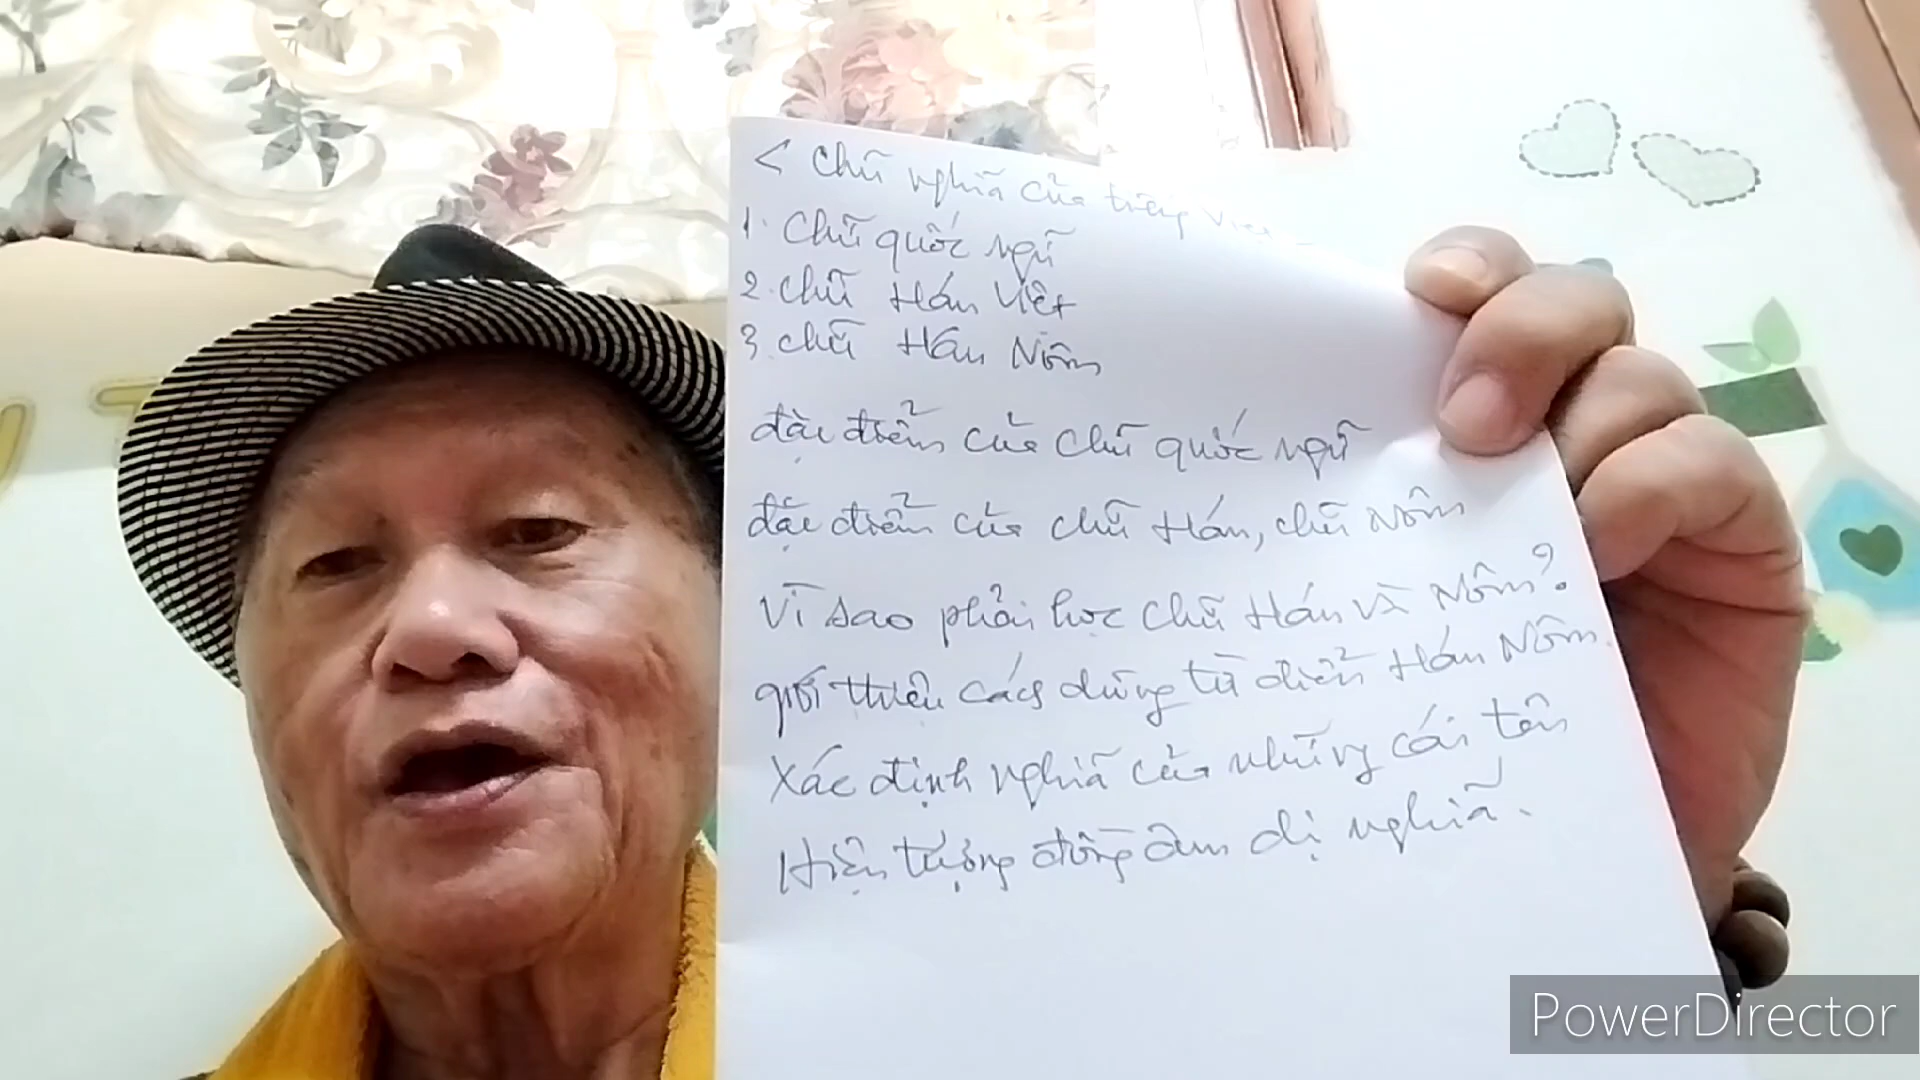 < Chữ nghĩa của tiếng Việt
1. Chữ quốc ngữ
2. chữ Hán Việt
3. chữ Hán Nôm
đặc điểm của chữ quốc ngữ
đặc điểm của chữ Hán, chữ Nôm
Vì sao phải học chữ Hán và Nôm?
giới thiệu cách dùng từ điển Hán Nôm.
Xác định nghĩa của những cái tên
Hiện tượng đồng âm dị nghĩa.
PowerDirector